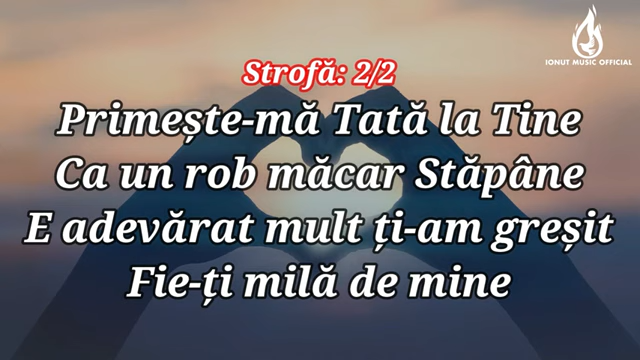 IONUT MUSIC OFFICIAL
Strofă: 2/2
Primește-mă Tată la Tine
Ca un rob măcar Stăpâne
E adevărat mult ți-am greșit
Fie-ți milă de mine